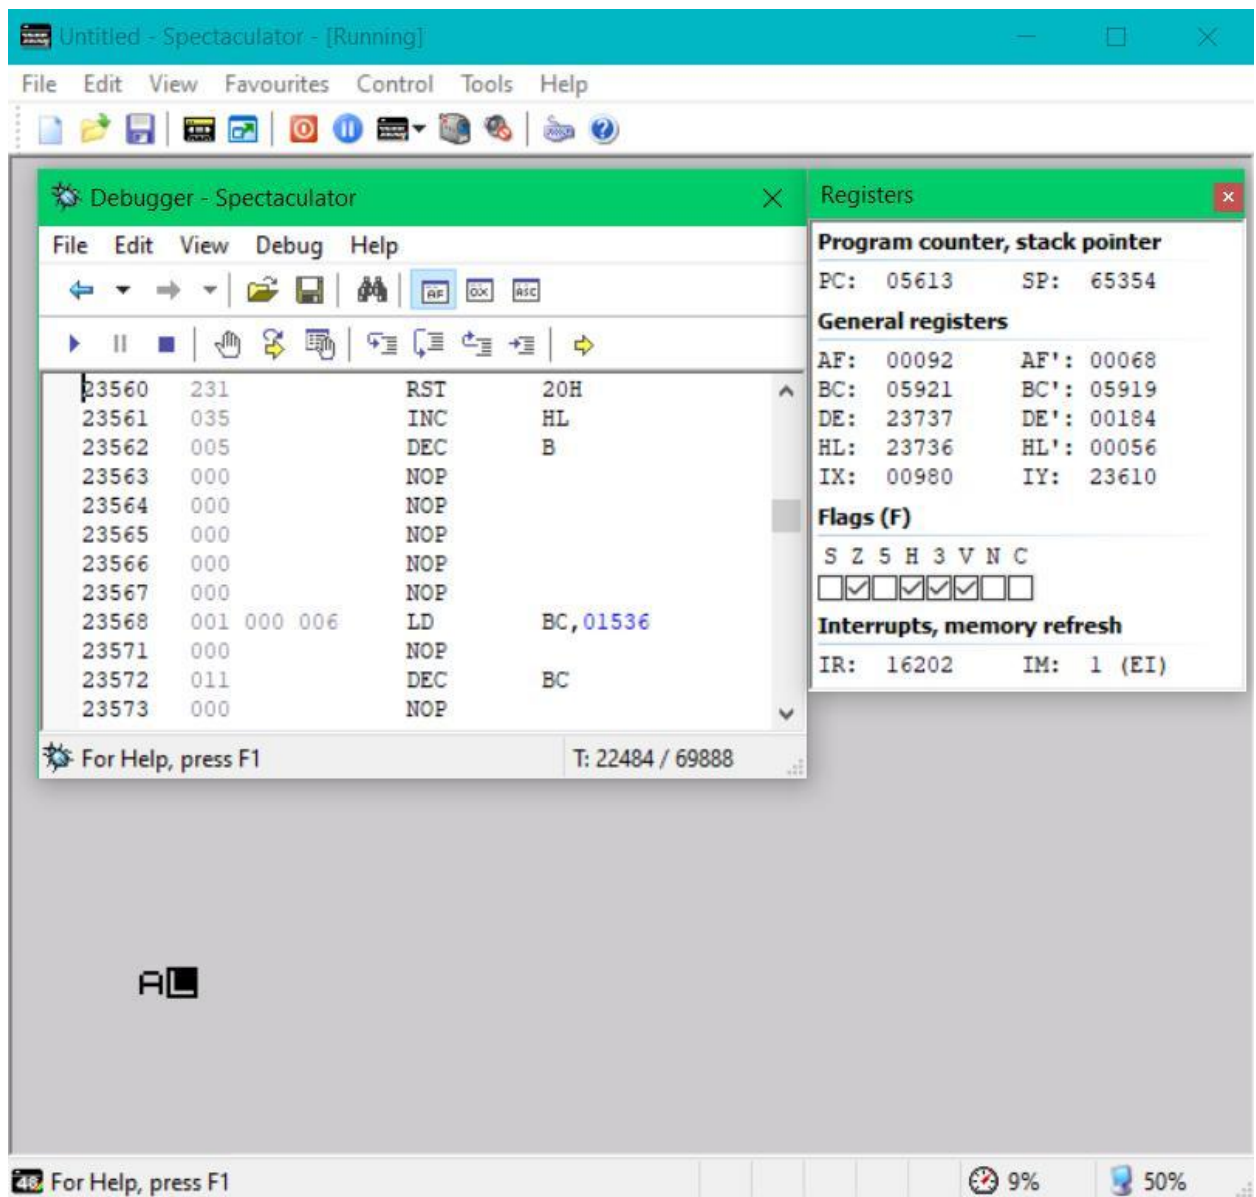 Untitled - Spectaculator - [Running]
File Edit View Favourites Control Tools Help
Debugger - Spectaculator
File Edit View Debug Help
AF 0X ASC
23560 231 RST 20H
23561 035 INC HL
23562 005 DEC B
23563 000 NOP
23564 000 NOP
23565 000 NOP
23566 000 NOP
23567 000 NOP
23568 001 000 006 LD BC,01536
23571 000 NOP
23572 011 DEC BC
23573 000 NOP
For Help, press F1 T: 22484 / 69888
Registers
Program counter, stack pointer
PC: 05613 SP: 65354
General registers
AF: 00092 AF': 00068
BC: 05921 BC': 05919
DE: 23737 DE': 00184
HL: 23736 HL': 00056
IX: 00980 IY: 23610
Flags (F)
S Z 5 H 3 V N C
Interrupts, memory refresh
IR: 16202 IM: 1 (EI)
AL
48 For Help, press F1 9% 50%